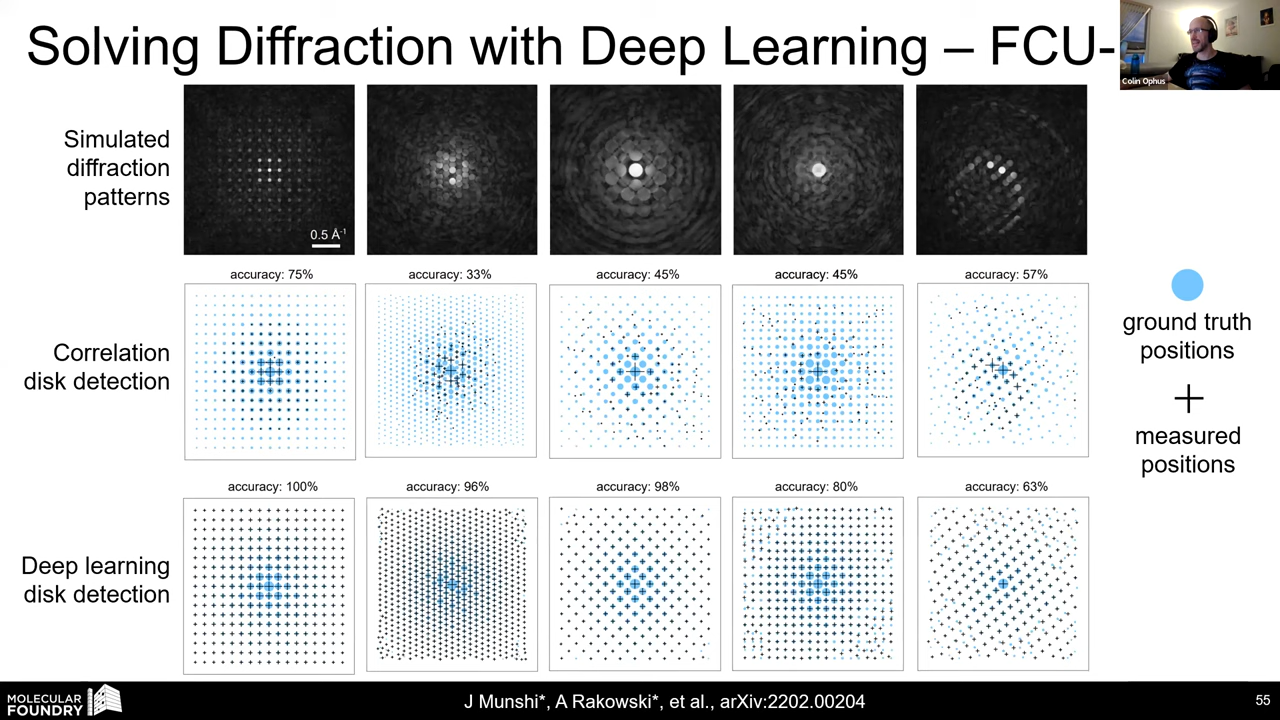 Solving Diffraction with Deep Learning – FCU-
Colin Ophus
Simulated
diffraction
patterns
0.5 Å-1
accuracy: 75%
accuracy: 33%
accuracy: 45%
accuracy: 45%
accuracy: 57%
Correlation
disk detection
ground truth
positions
measured
positions
accuracy: 100%
accuracy: 96%
accuracy: 98%
accuracy: 80%
accuracy: 63%
Deep learning
disk detection
MOLECULAR
FOUNDRY
J Munshi*, A Rakowski*, et al., arXiv:2202.00204
55